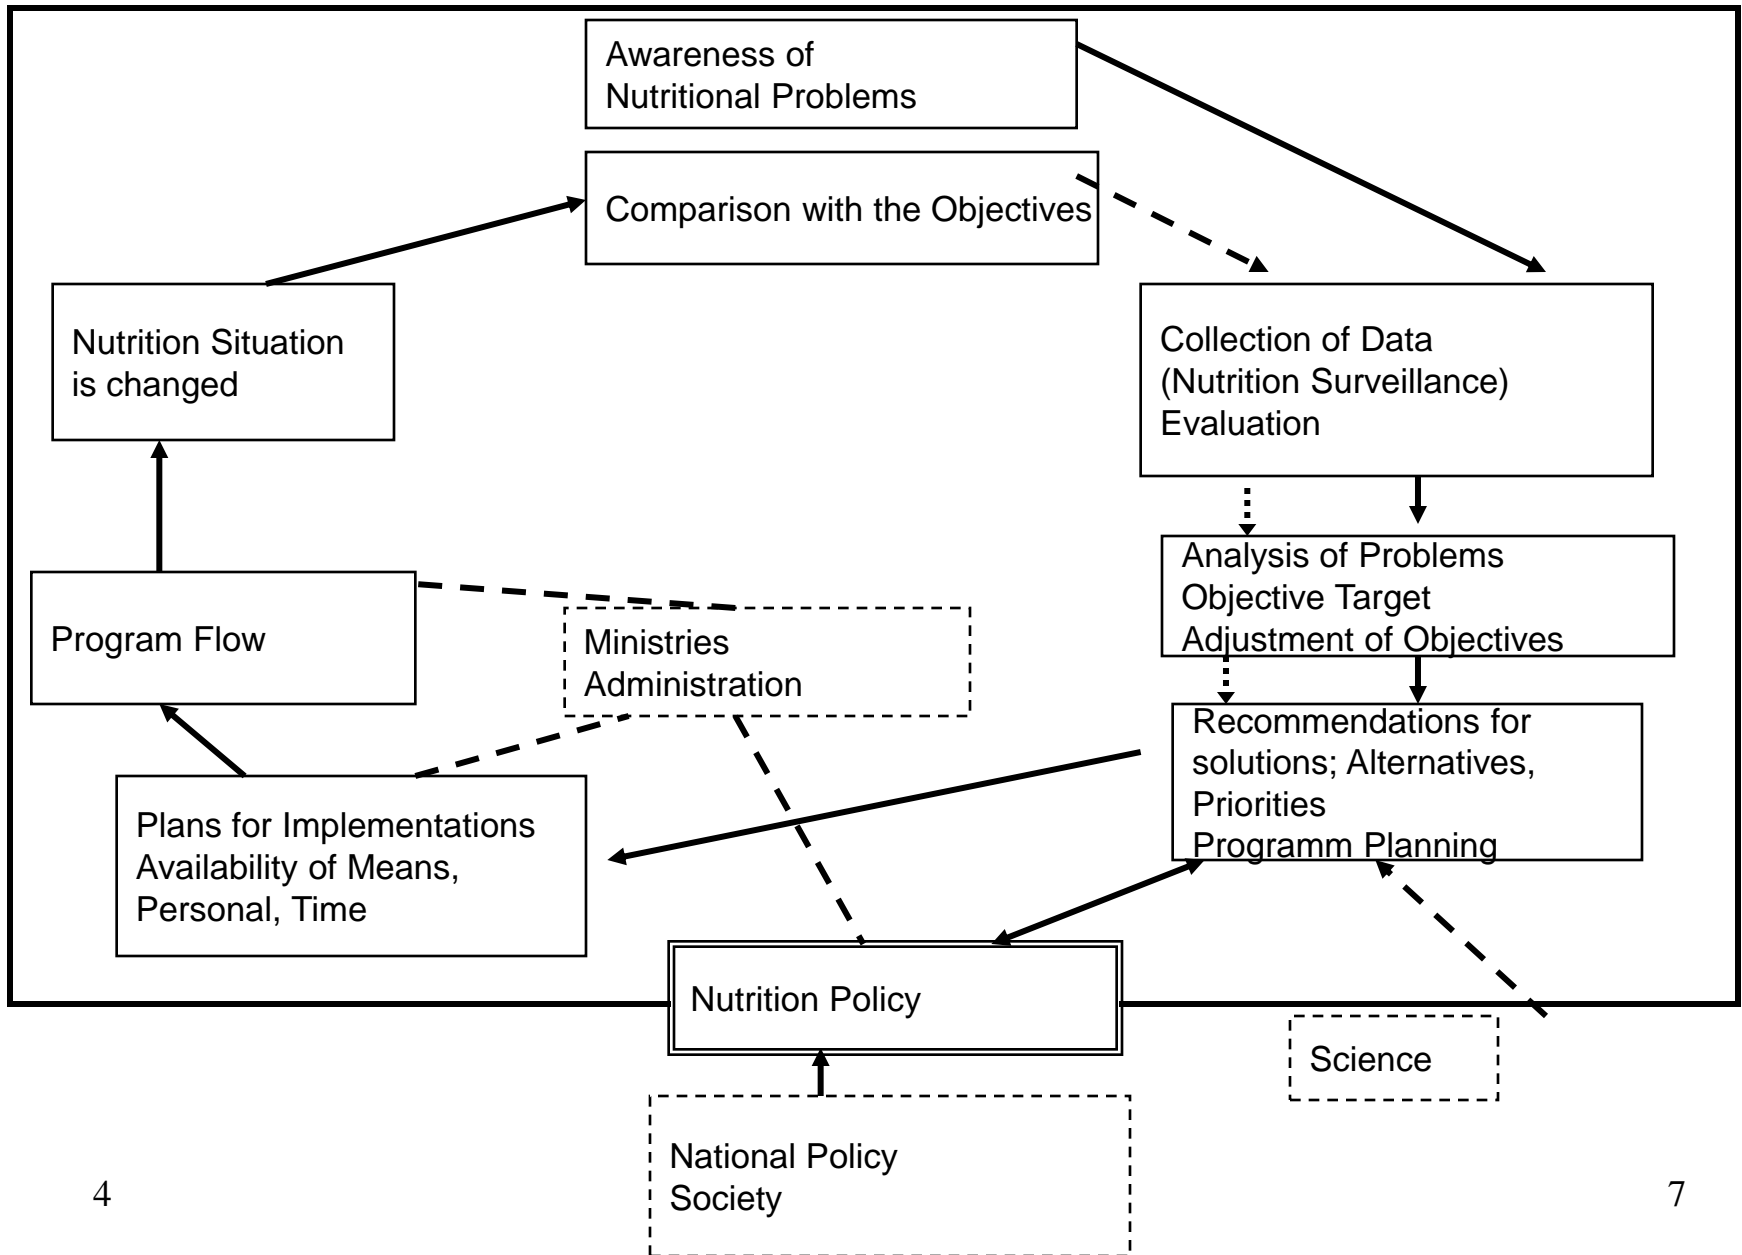 Awareness of
Nutritional Problems
Comparison with the Objectives
Nutrition Situation
is changed
Collection of Data
(Nutrition Surveillance)
Evaluation
Analysis of Problems
Objective Target
Adjustment of Objectives
Program Flow
Ministries
Administration
Recommendations for
solutions; Alternatives,
Priorities
Programm Planning
Plans for Implementations
Availability of Means,
Personal, Time
Nutrition Policy
Science
National Policy
Society
4
7